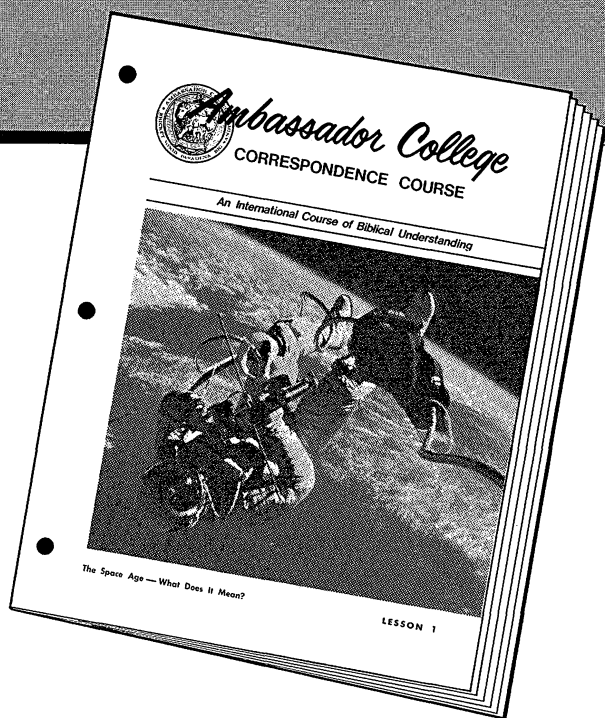 Ambassador College
CORRESPONDENCE COURSE
An International Course of Biblical Understanding
The Space Age — What Does It Mean?
LESSON 1